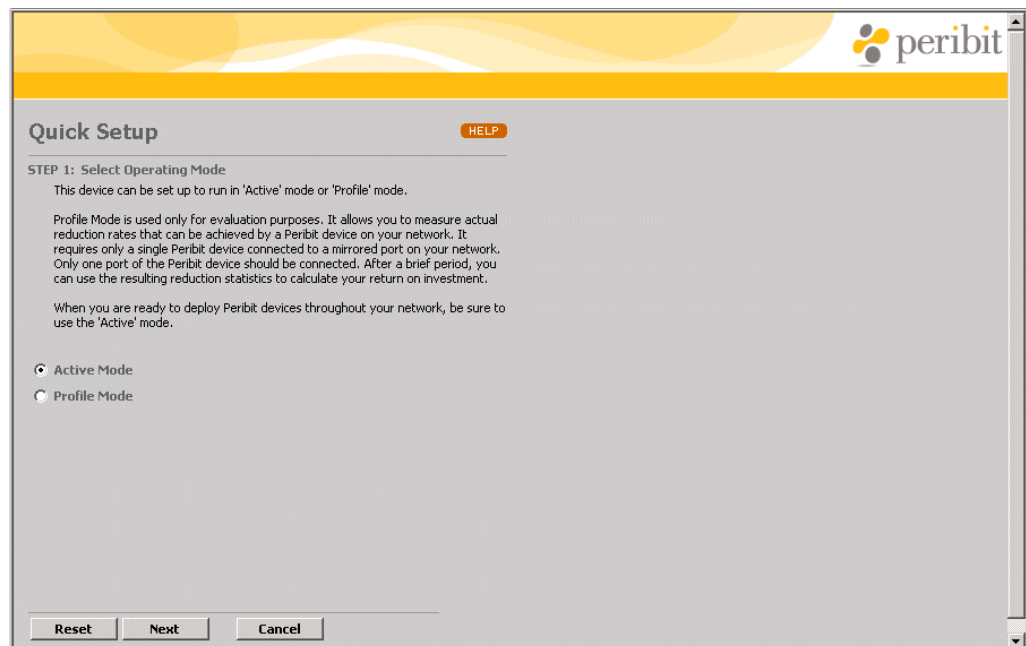 peribit
Quick Setup
HELP
STEP 1: Select Operating Mode
This device can be set up to run in 'Active' mode or 'Profile' mode.
Profile Mode is used only for evaluation purposes. It allows you to measure actual
reduction rates that can be achieved by a Peribit device on your network. It
requires only a single Peribit device connected to a mirrored port on your network.
Only one port of the Peribit device should be connected. After a brief period, you
can use the resulting reduction statistics to calculate your return on investment.
When you are ready to deploy Peribit devices throughout your network, be sure to
use the 'Active' mode.
Active Mode
Profile Mode
Reset Next Cancel